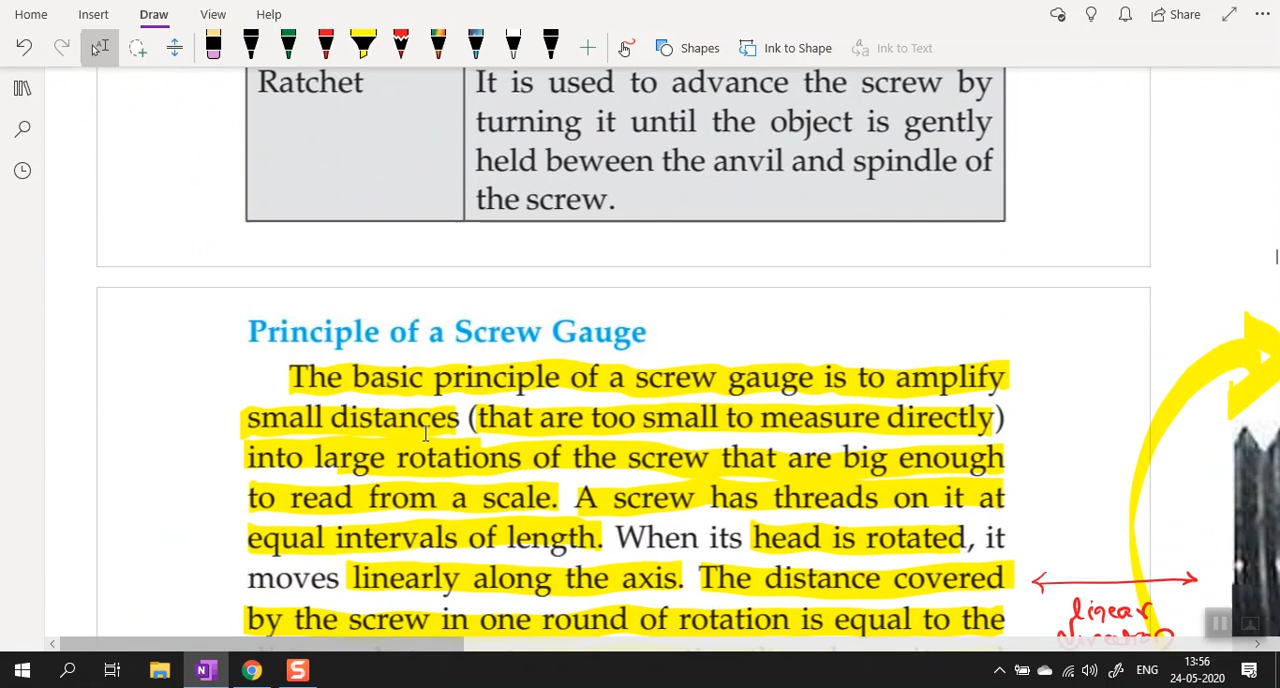 Home Insert Draw View Help
Share
Shapes Ink to Shape Ink to Text
Ratchet
It is used to advance the screw by
turning it until the object is gently
held beween the anvil and spindle of
the screw.
Principle of a Screw Gauge
The basic principle of a screw gauge is to amplify
small distances (that are too small to measure directly)
into large rotations of the screw that are big enough
to read from a scale. A screw has threads on it at
equal intervals of length. When its head is rotated, it
moves linearly along the axis. The distance covered
by the screw in one round of rotation is equal to the
linear
ENG
13:56
24-05-2020